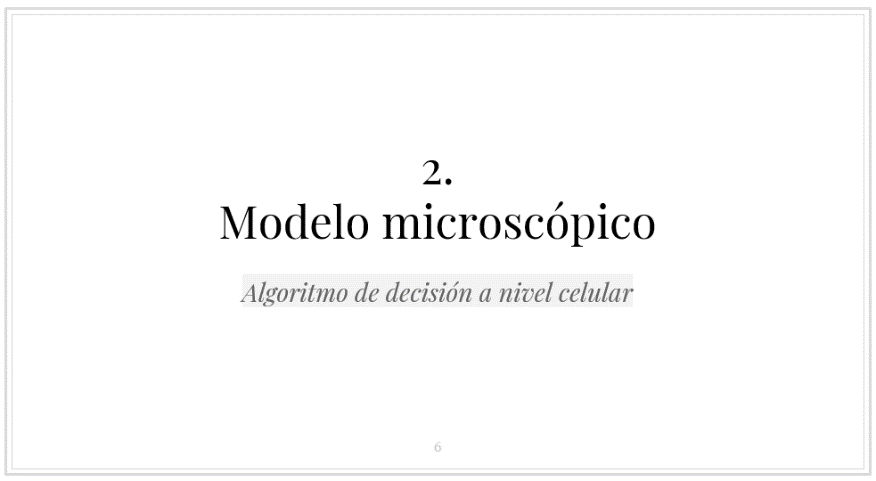 2.
Modelo microscópico
Algoritmo de decisión a nivel celular
6